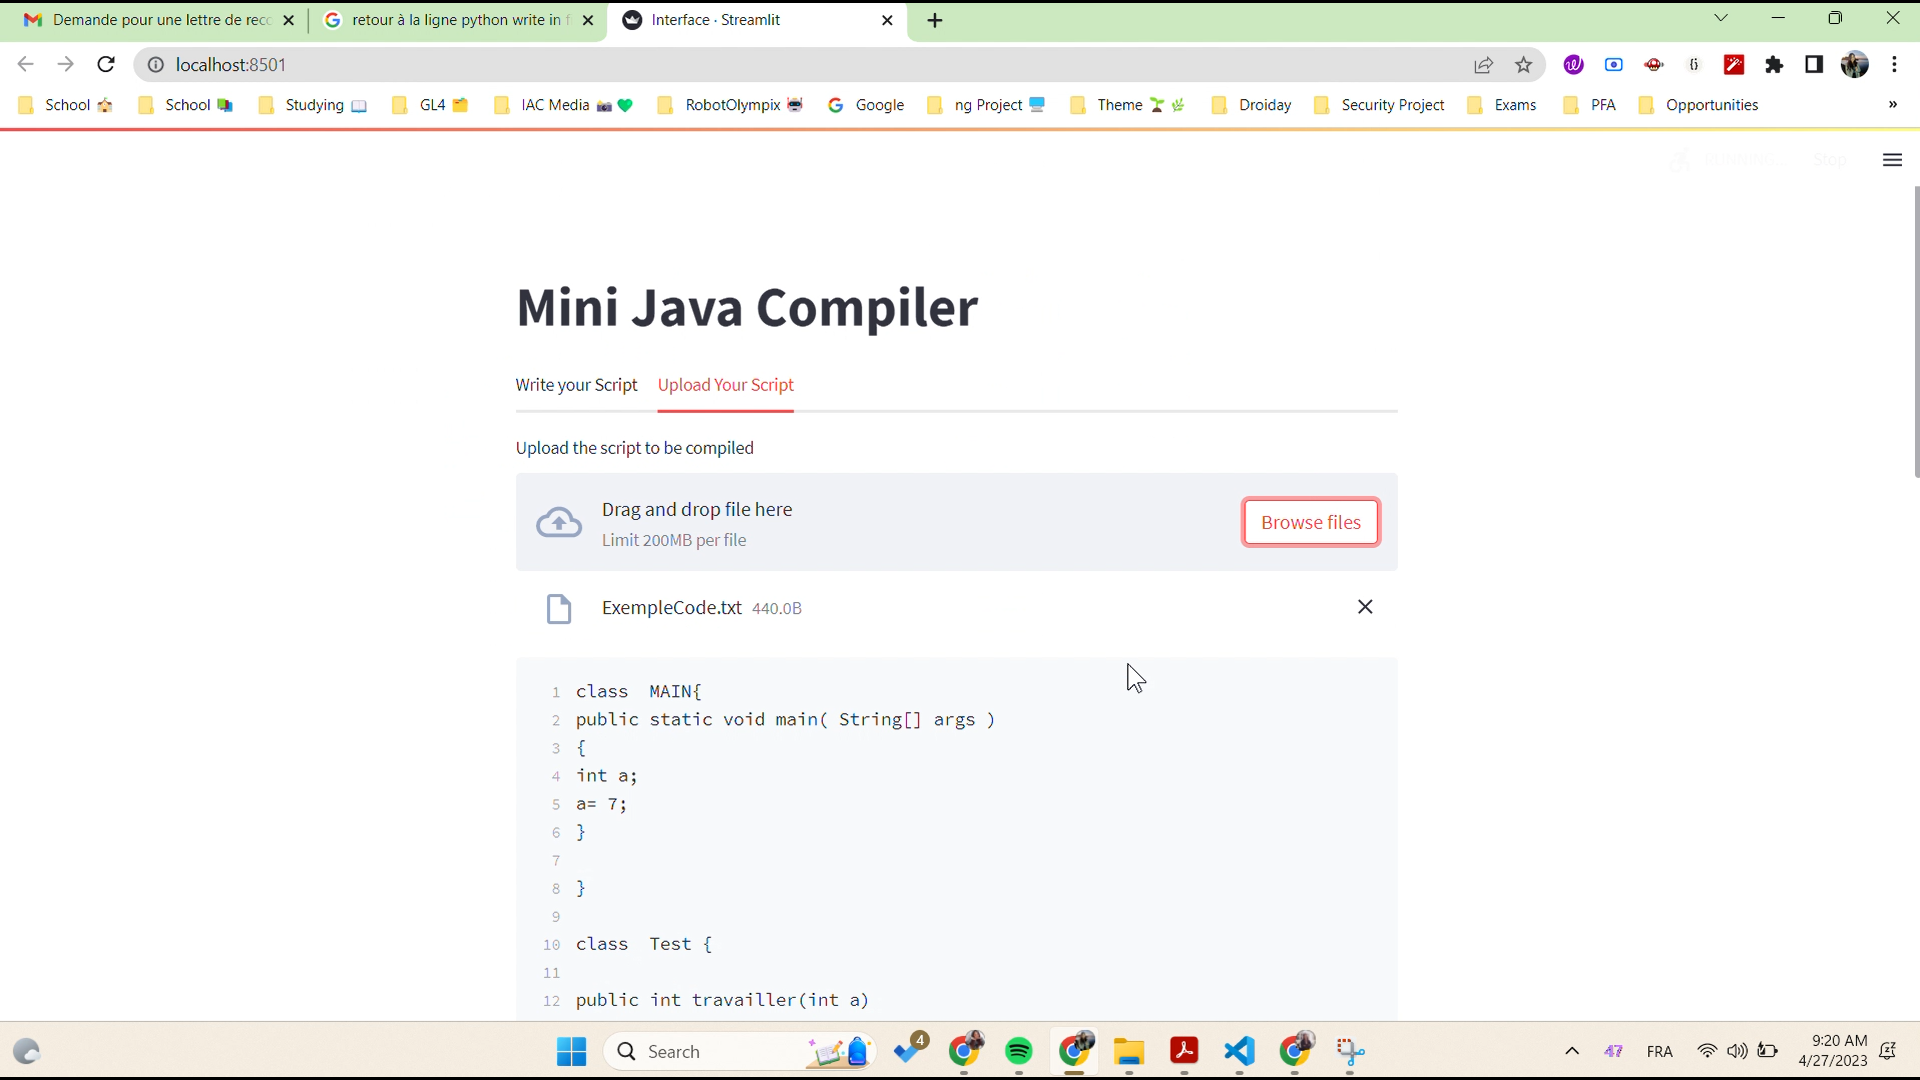 Demande pour une lettre de rec
retour à la ligne python write in f
Interface · Streamlit
localhost:8501
School
School
Studying
GL4
IAC Media
RobotOlympix
Google
ng Project
Theme
Droiday
Security Project
Exams
PFA
Opportunities
»
Stop
Mini Java Compiler
Write your Script
Upload Your Script
Upload the script to be compiled
Drag and drop file here
Limit 200MB per file
Browse files
ExempleCode.txt 440.0B
1 class  MAIN{
2 public static void main( String[] args )
3 {
4 int a;
5 a= 7;
6 }
7
8 }
9
10 class  Test {
11
12 public int travailler(int a)
Search
4
47
FRA
9:20 AM
4/27/2023